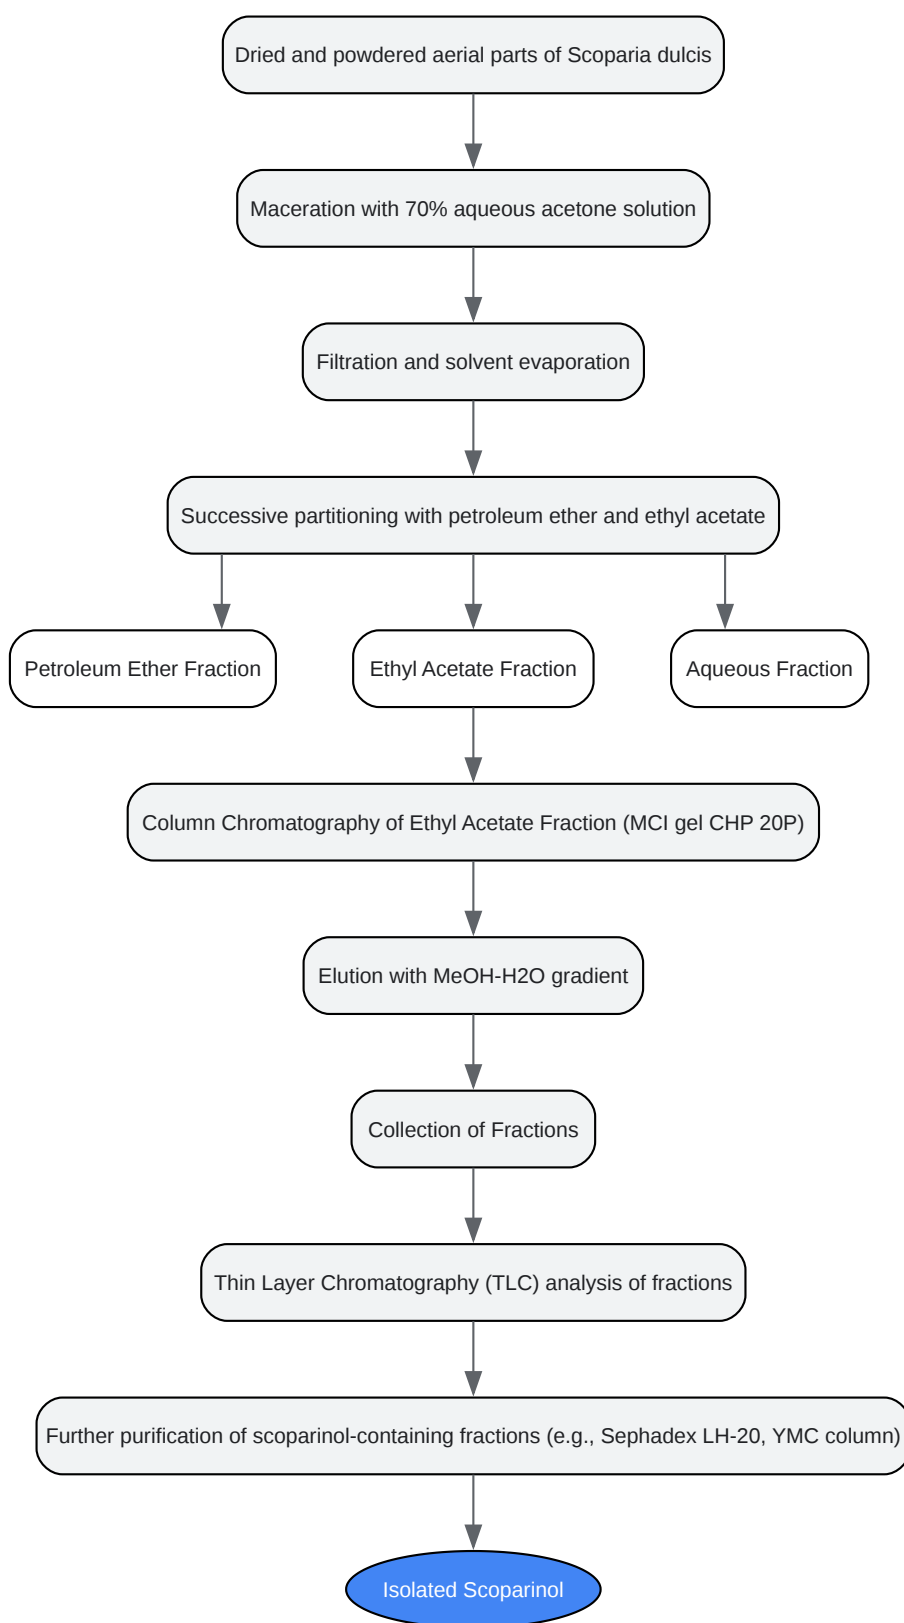 Dried and powdered aerial parts of Scoparia dulcis
Maceration with 70% aqueous acetone solution
Filtration and solvent evaporation
Successive partitioning with petroleum ether and ethyl acetate
Petroleum Ether Fraction
Ethyl Acetate Fraction
Aqueous Fraction
Column Chromatography of Ethyl Acetate Fraction (MCI gel CHP 20P)
Elution with MeOH-H2O gradient
Collection of Fractions
Thin Layer Chromatography (TLC) analysis of fractions
Further purification of scoparinol-containing fractions (e.g., Sephadex LH-20, YMC column)
Isolated Scoparinol